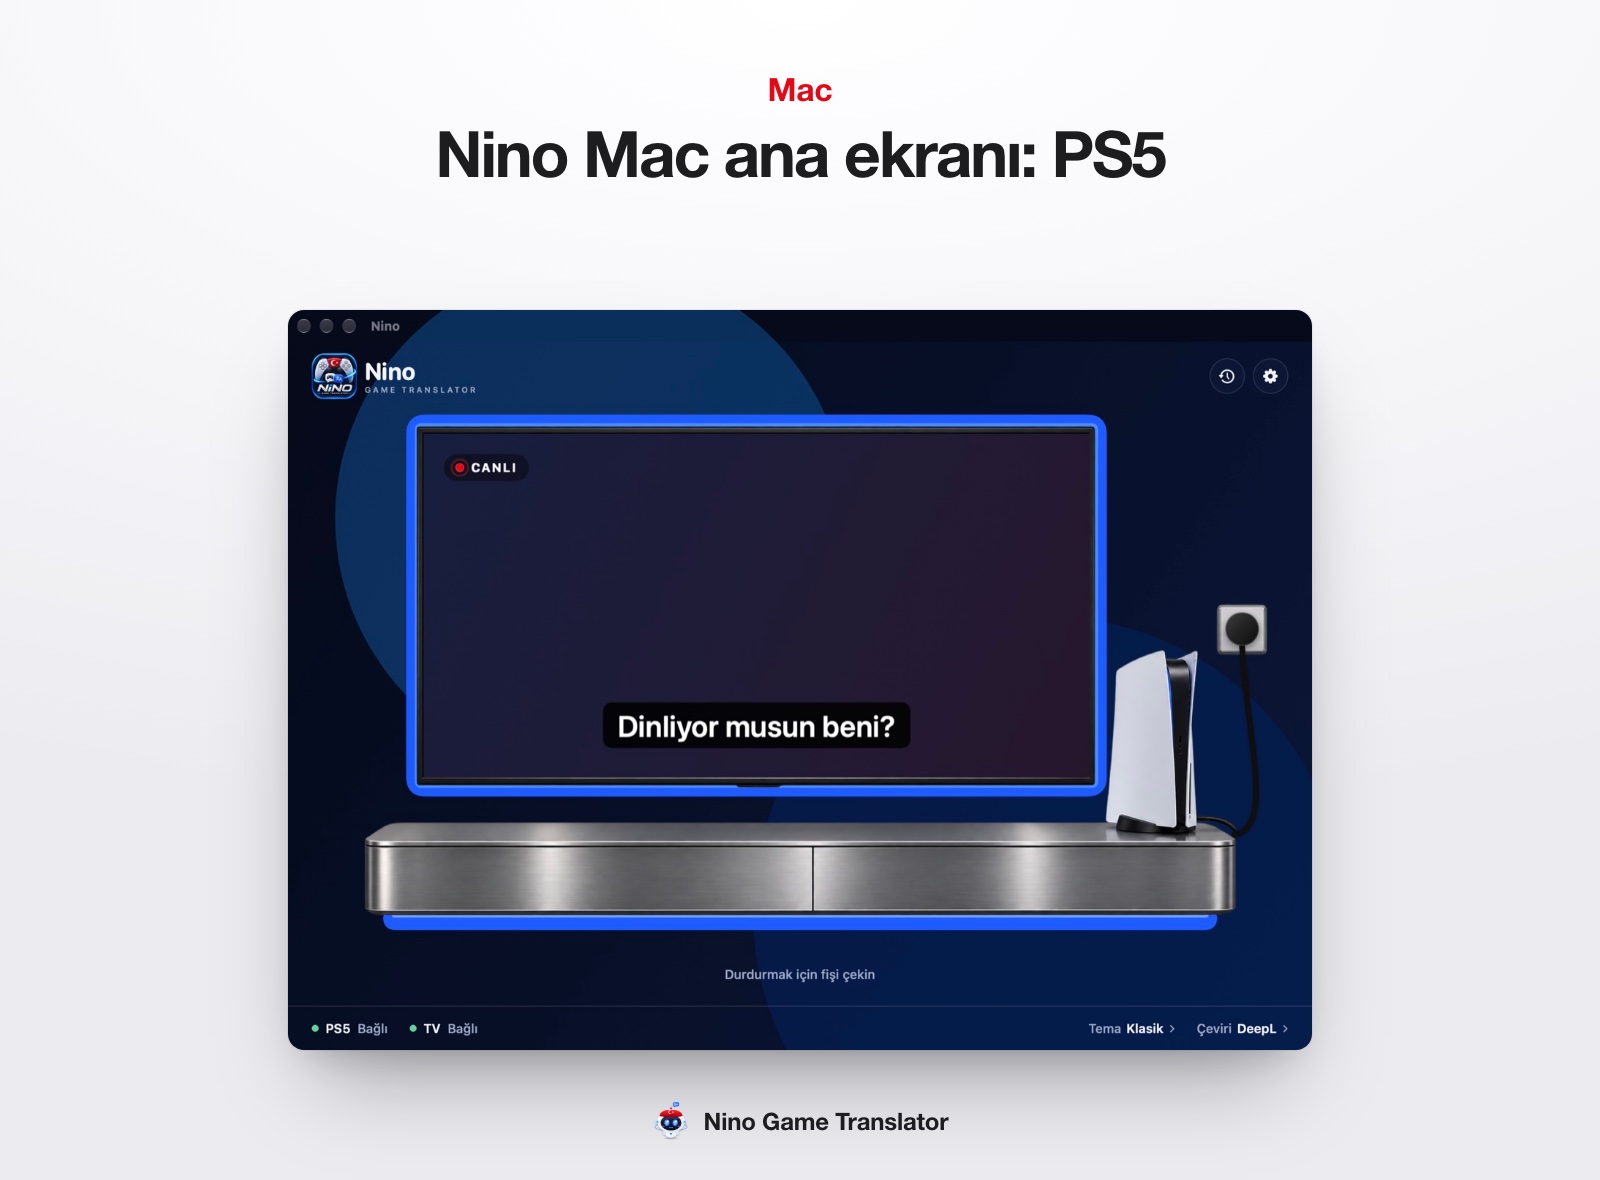 Mac
Nino Mac ana ekranı: PS5
Nino
NINO
Nino
GAME TRANSLATOR
CANLI
Dinliyor musun beni?
Durdurmak için fişi çekin
PS5 Bağlı TV Bağlı Tema Klasik > Çeviri DeepL >
Nino Game Translator